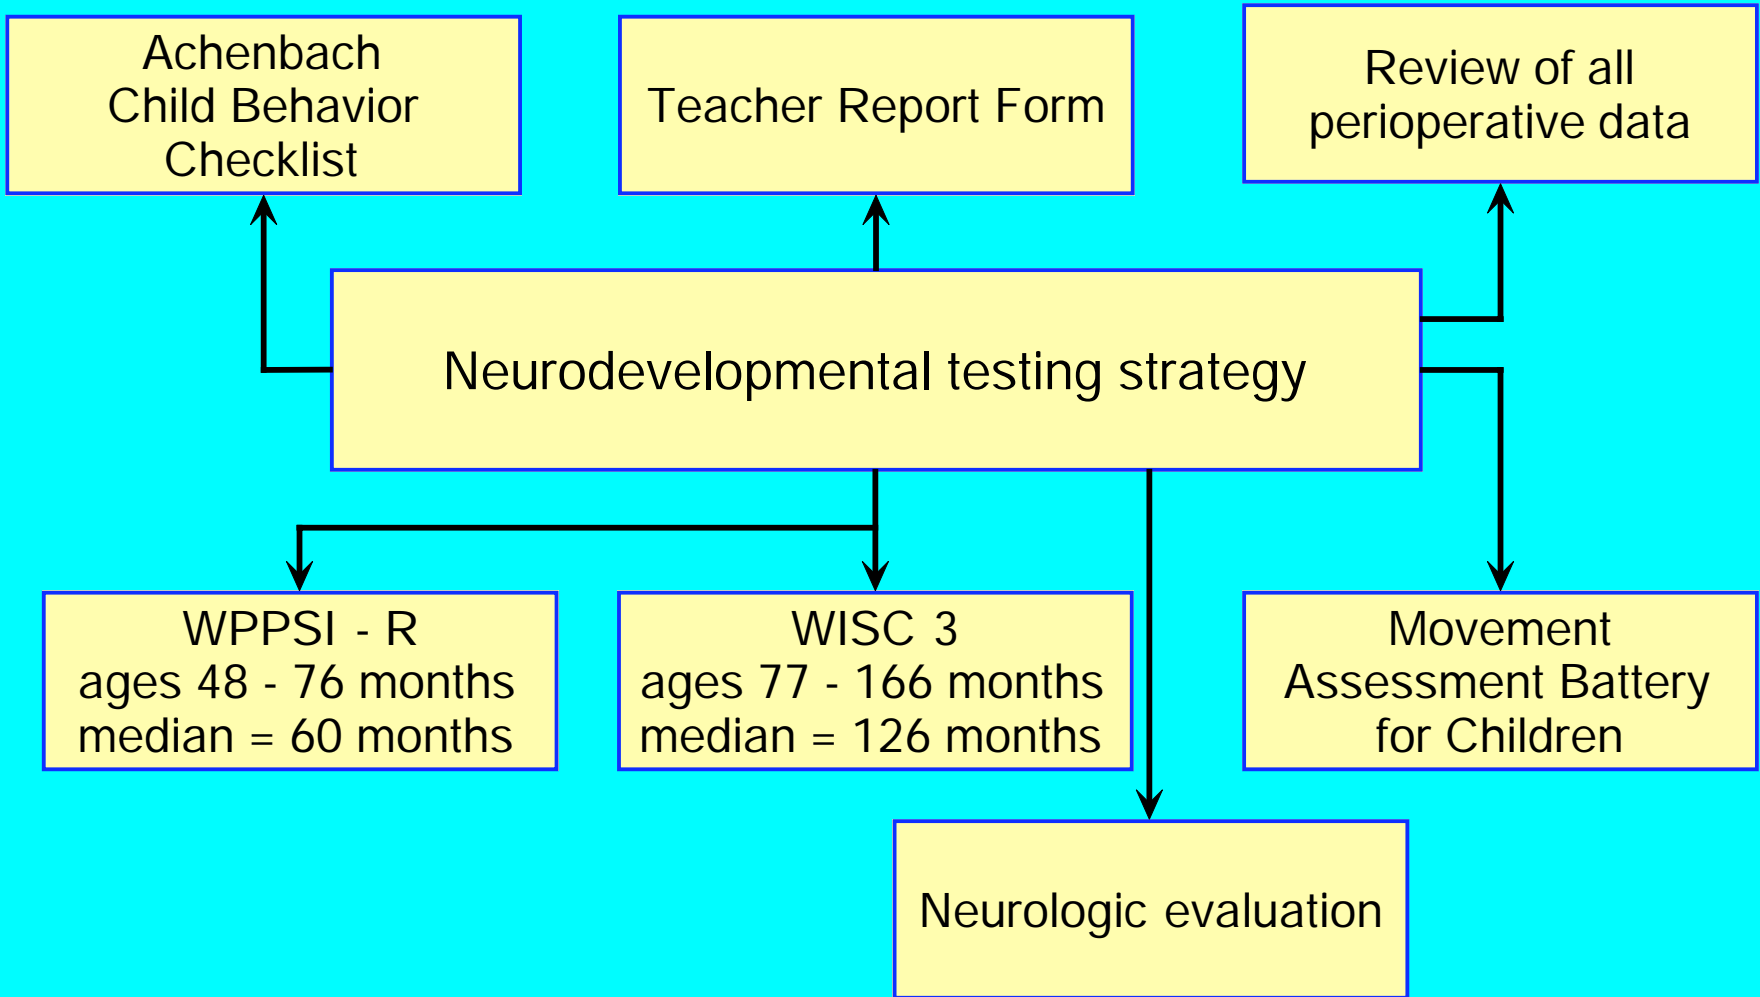 Achenbach
Child Behavior
Checklist
Teacher Report Form
Review of all
perioperative data
Neurodevelopmental testing strategy
WPPSI - R
ages 48 - 76 months
median = 60 months
WISC 3
ages 77 - 166 months
median = 126 months
Movement
Assessment Battery
for Children
Neurologic evaluation